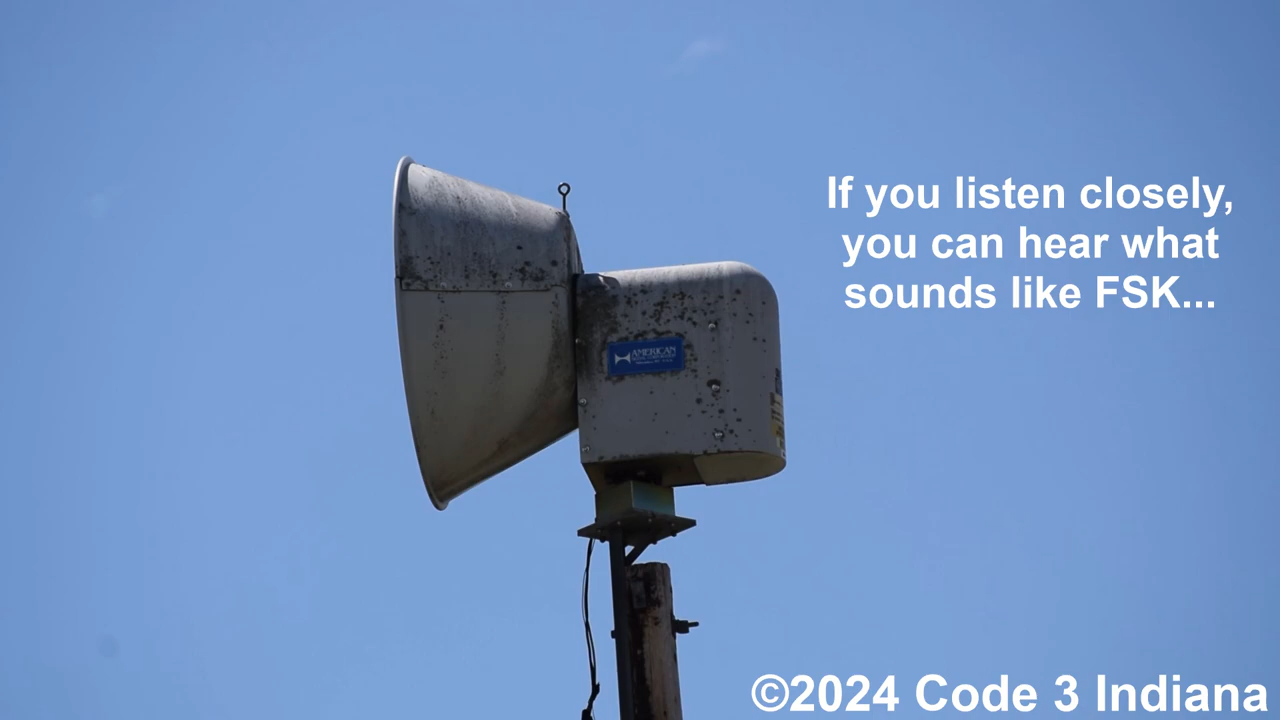 If you listen closely,
you can hear what
sounds like FSK...
AMERICAN
©2024 Code 3 Indiana